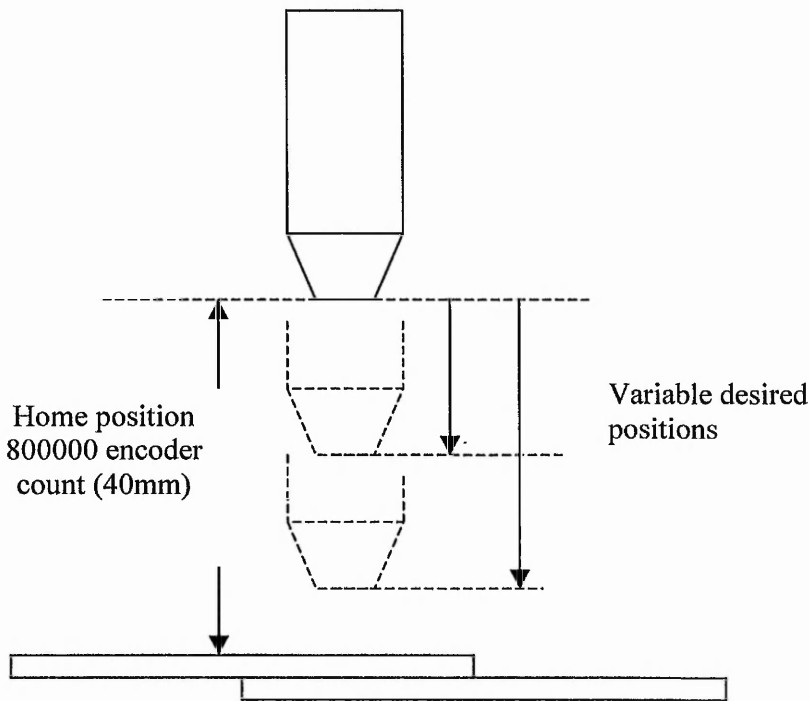 Home position
800000 encoder
count (40mm)
Variable desired
positions